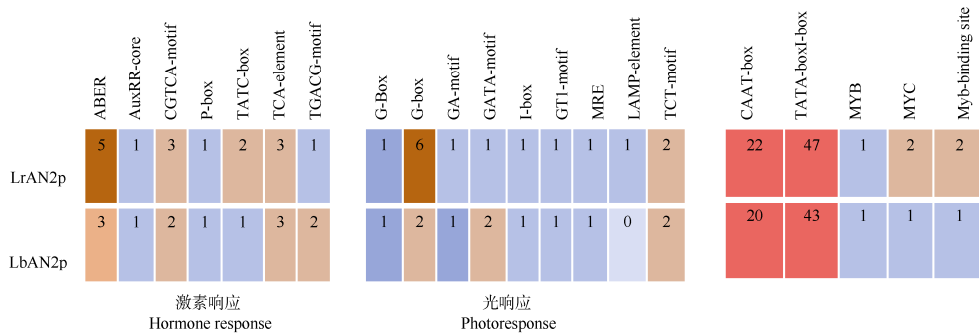 ABER AuxRR-core CGTCA-motif P-box TATC-box TCA-element TGACG-motif G-Box G-box GA-mctif GATA-motif I-box GT1-motif MRE LAMP-element TCT-motif CAAT-box TATA-boxI-box MYB MYC Myb-binding site
LrAN2p 5 1 3 1 2 3 1 1 6 1 1 1 1 1 1 2 22 47 1 2 2
LbAN2p 3 1 2 1 1 3 2 1 2 1 2 1 1 1 0 2 20 43 1 1 1
激素响应 光响应
Hormone response Photoresponse